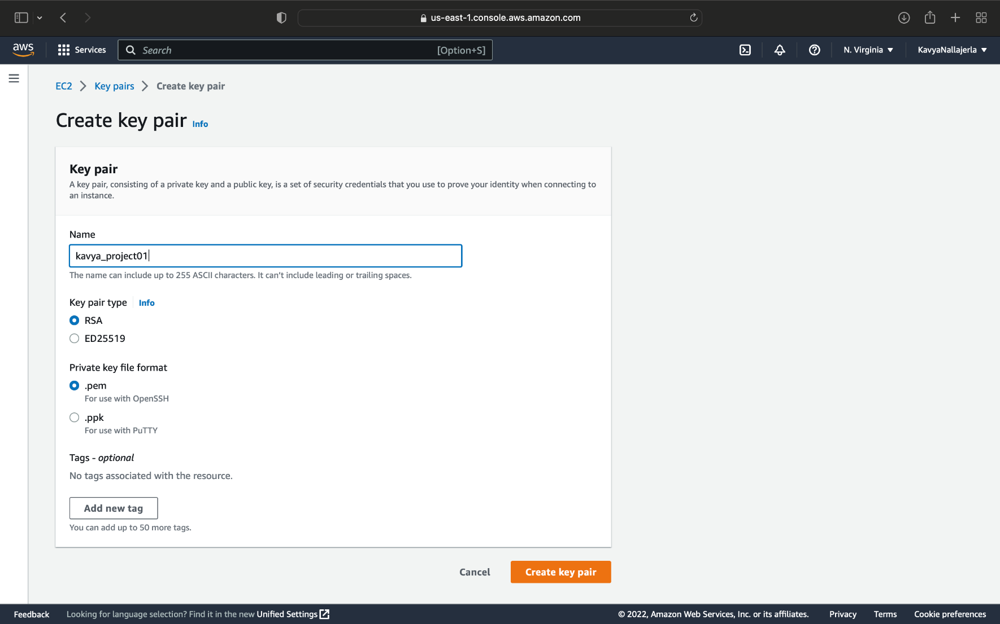 us-east-1.console.aws.amazon.com
aws
Services
Search
[Option+S]
N. Virginia
KavyaNallajerla
EC2
Key pairs
Create key pair
Create key pair Info
Key pair
A key pair, consisting of a private key and a public key, is a set of security credentials that you use to prove your identity when connecting to
an instance.
Name
kavya_project01
The name can include up to 255 ASCII characters. It can't include leading or trailing spaces.
Key pair type Info
RSA
ED25519
Private key file format
.pem
For use with OpenSSH
.ppk
For use with PuTTY
Tags - optional
No tags associated with the resource.
Add new tag
You can add up to 50 more tags.
Cancel
Create key pair
Feedback
Looking for language selection? Find it in the new Unified Settings
© 2022, Amazon Web Services, Inc. or its affiliates.
Privacy
Terms
Cookie preferences